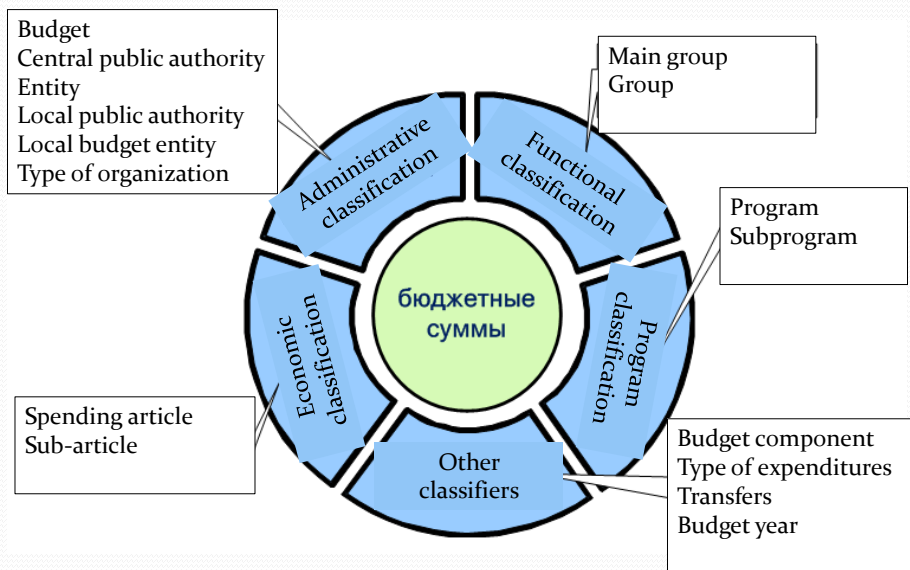 Budget
Central public authority
Entity
Local public authority
Local budget entity
Type of organization
Main group
Group
Administrative
classification
Functional
classification
Program
Subprogram
бюджетные
суммы
Economic
classification
Program
classification
Spending article
Sub-article
Other
classifiers
Budget component
Type of expenditures
Transfers
Budget year